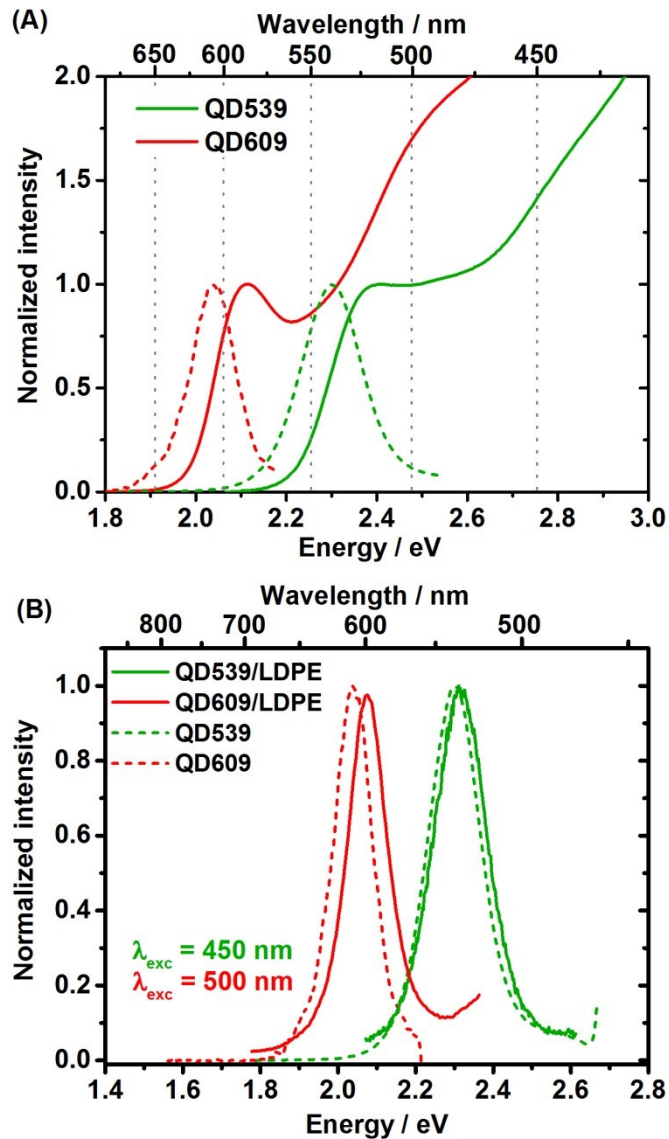 (A)
Wavelength / nm
650 600 550 500 450
2.0
1.5
1.0
0.5
0.0
Normalized intensity
QD539
QD609
1.8 2.0 2.2 2.4 2.6 2.8 3.0
Energy / eV
(B)
Wavelength / nm
800 700 600 500
QD539/LDPE
QD609/LDPE
QD539
QD609
1.0
0.8
0.6
0.4
0.2
0.0
Normalized intensity
λexc = 450 nm
λexc = 500 nm
1.4 1.6 1.8 2.0 2.2 2.4 2.6 2.8
Energy / eV